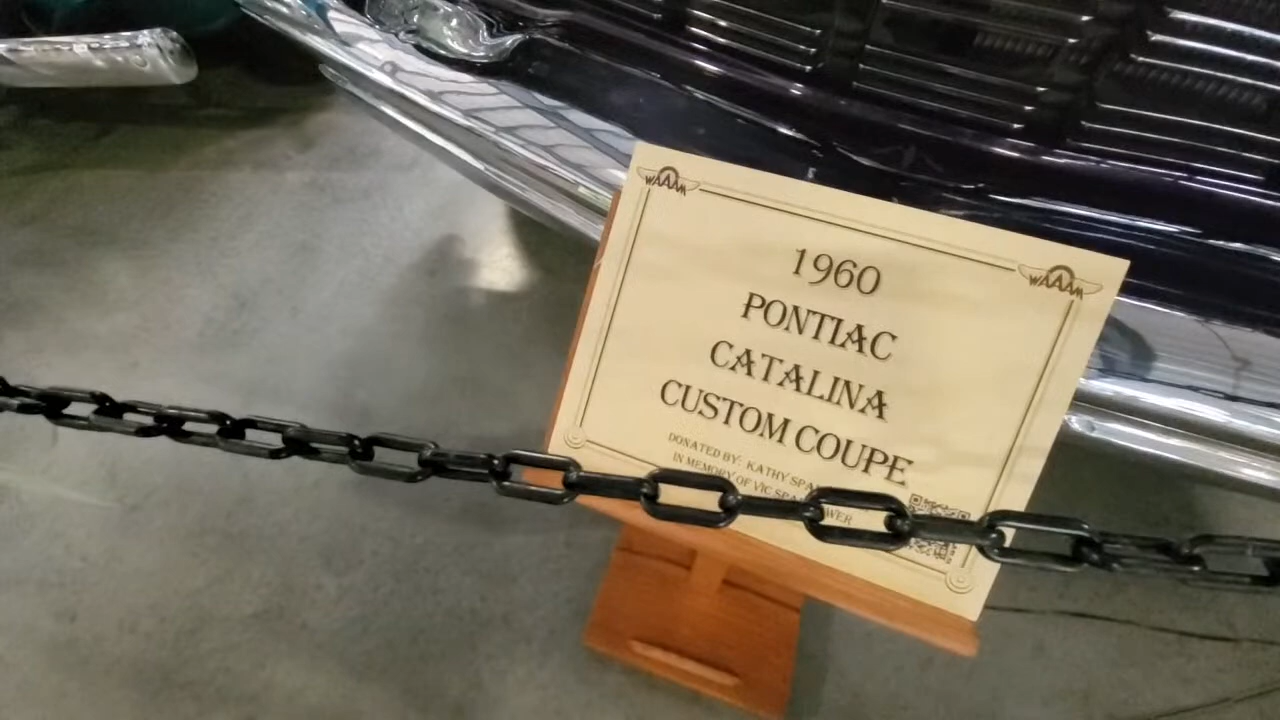 WAAAM
WAAAM
1960
PONTIAC
CATALINA
CUSTOM COUPE
DONATED BY: KATHY
IN MEMORY OF VIC